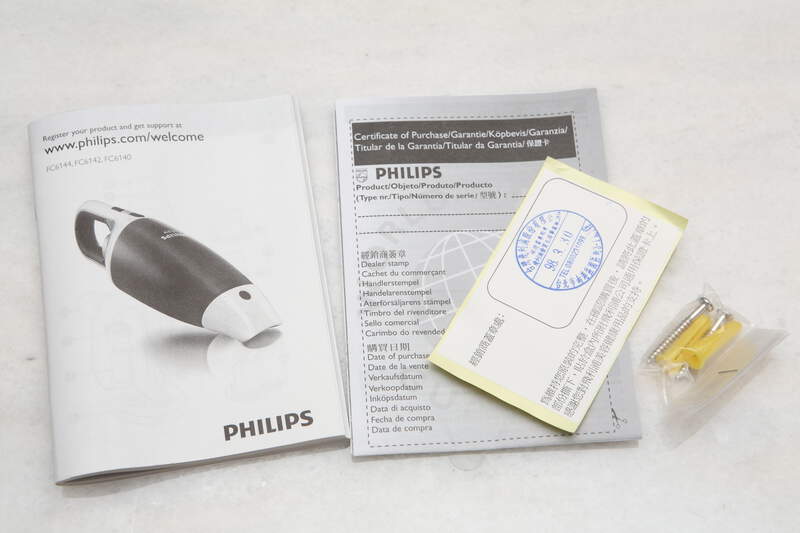 Register your product and get support at
www.philips.com/welcome
FC6144, FC6142, FC6140
PHILIPS
PHILIPS
Certificate of Purchase/Garantie/Köpbevis/Garanzia/
Titular de la Garantia/Titular da Garantia/保證卡
PHILIPS
Product/Objeto/Produto/Producto
(Type nr./Tipo/Número de serie/型號) :
經銷商蓋章
Dealer stamp
Cachet du commerçant
Handlerstempel
Handelarenstempel
Återförsäljarens stämpel
Timbro del rivenditore
Sello comercial
Carimbo do revended
購買日期
Date of purchase
Date de la vente
Verkaufsdatum
Verkoopdatum
Inköpsdatum
Data di acquisto
Fecha de compra
Data de compra
98. 3. 30
經銷商蓋章處: